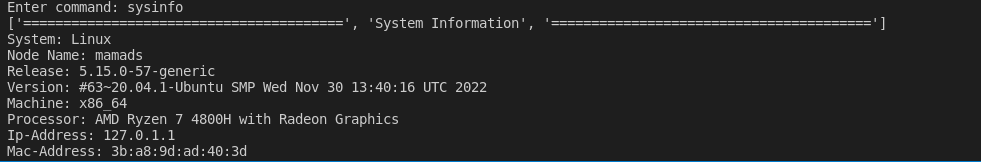 Enter command: sysinfo
['========================================', 'System Information', '========================================']
System: Linux
Node Name: mamads
Release: 5.15.0-57-generic
Version: #63~20.04.1-Ubuntu SMP Wed Nov 30 13:40:16 UTC 2022
Machine: x86_64
Processor: AMD Ryzen 7 4800H with Radeon Graphics
Ip-Address: 127.0.1.1
Mac-Address: 3b:a8:9d:ad:40:3d